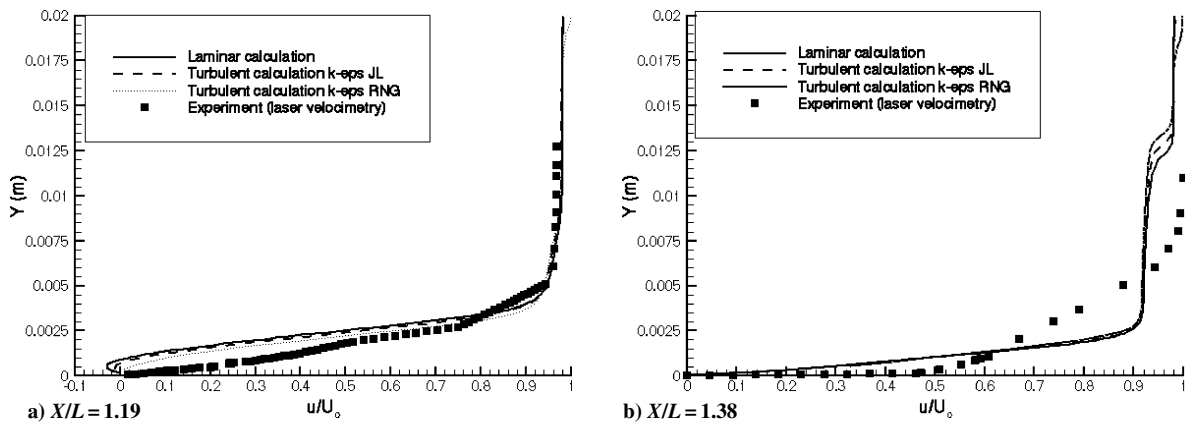 0.02
0.0175
0.015
0.0125
0.01
0.0075
0.005
0.0025
0
Y (m)
Laminar calculation
Turbulent calculation k-eps JL
Turbulent calculation k-eps RNG
Experiment (laser velocimetry)
-0.1 0 0.1 0.2 0.3 0.4 0.5 0.6 0.7 0.8 0.9 1
u/U₀
a) X/L = 1.19
0.02
0.0175
0.015
0.0125
0.01
0.0075
0.005
0.0025
0
Y (m)
Laminar calculation
Turbulent calculation k-eps JL
Turbulent calculation k-eps RNG
Experiment (laser velocimetry)
0 0.1 0.2 0.3 0.4 0.5 0.6 0.7 0.8 0.9 1
u/U₀
b) X/L = 1.38